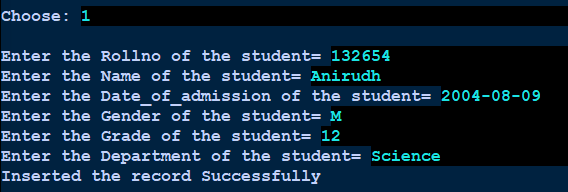 Choose: 1
Enter the Rollno of the student= 132654
Enter the Name of the student= Anirudh
Enter the Date_of_admission of the student= 2004-08-09
Enter the Gender of the student= M
Enter the Grade of the student= 12
Enter the Department of the student= Science
Inserted the record Successfully